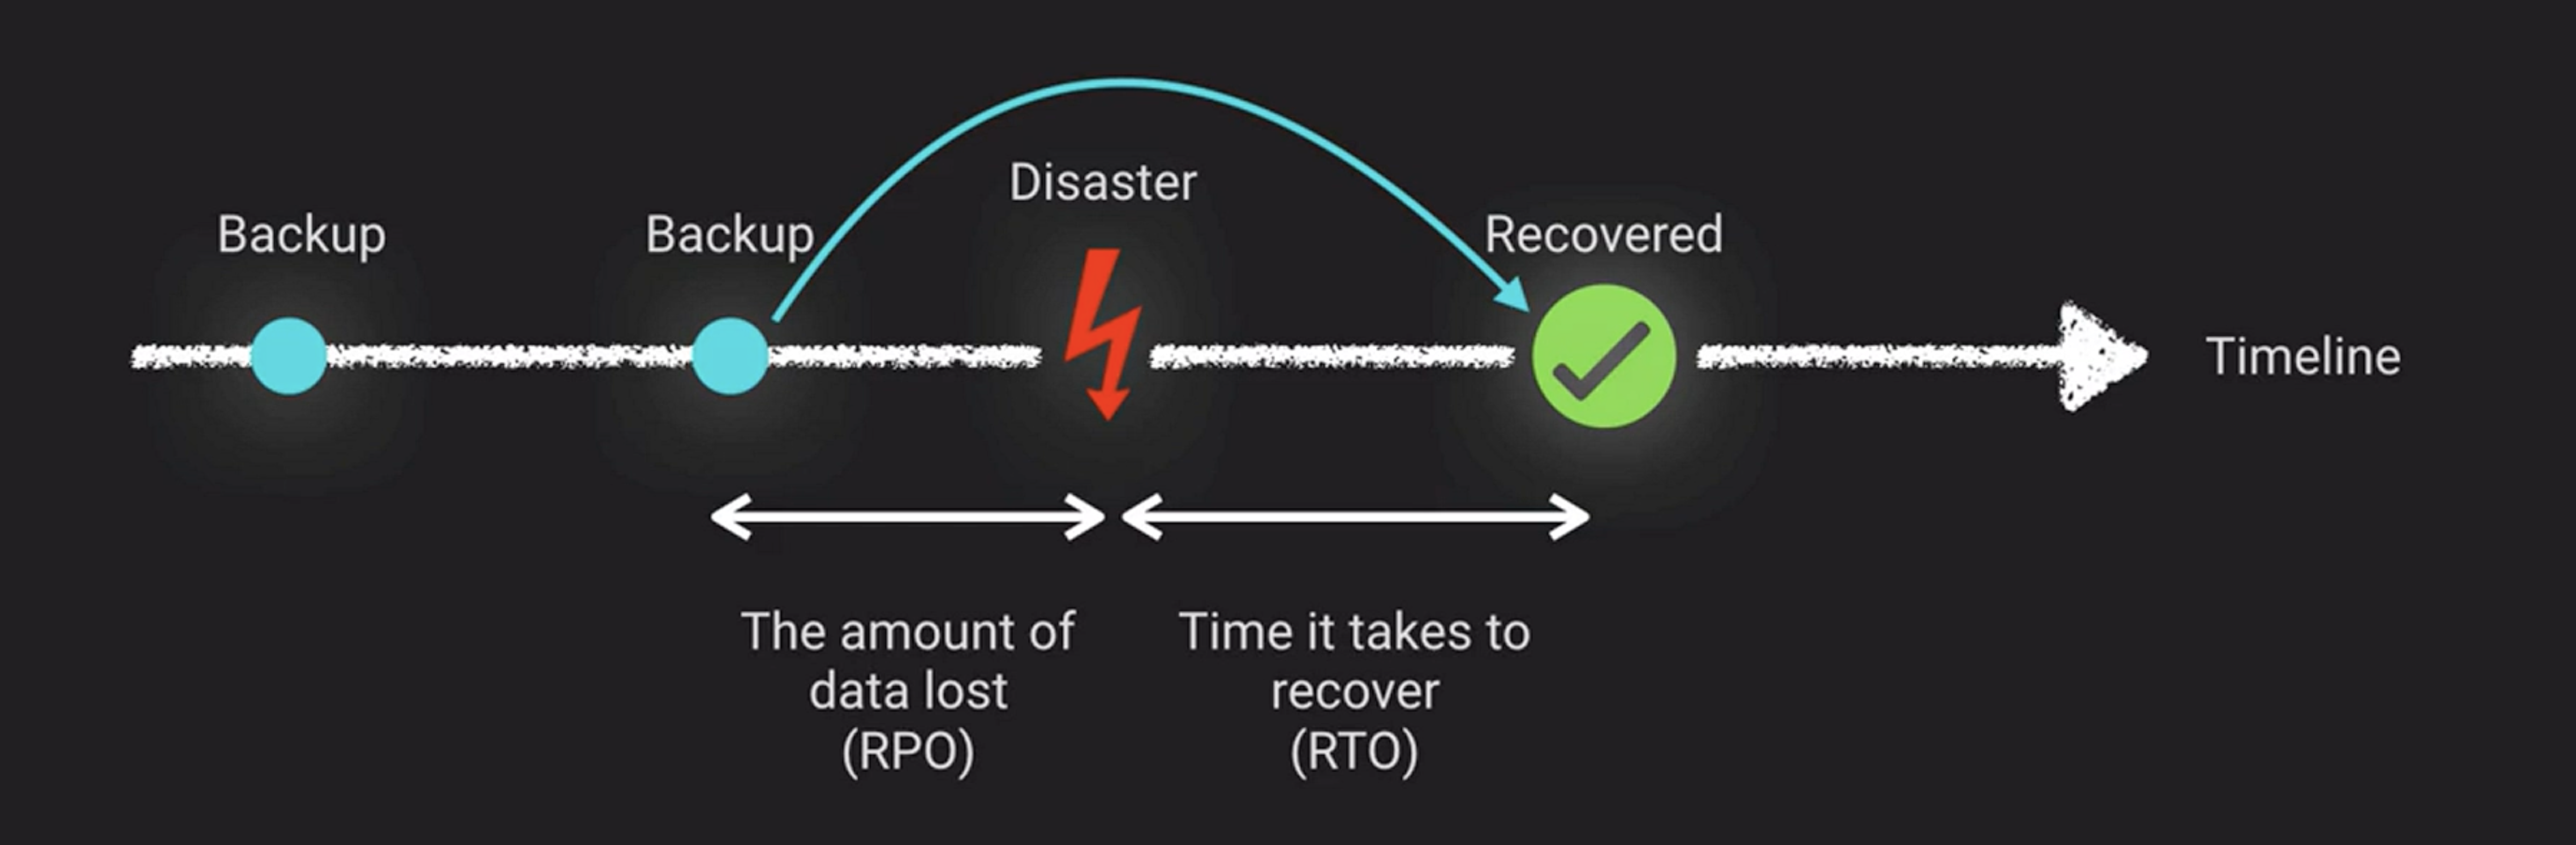 Disaster
Backup
Backup
Recovered
Timeline
The amount of
data lost
(RPO)
Time it takes to
recover
(RTO)